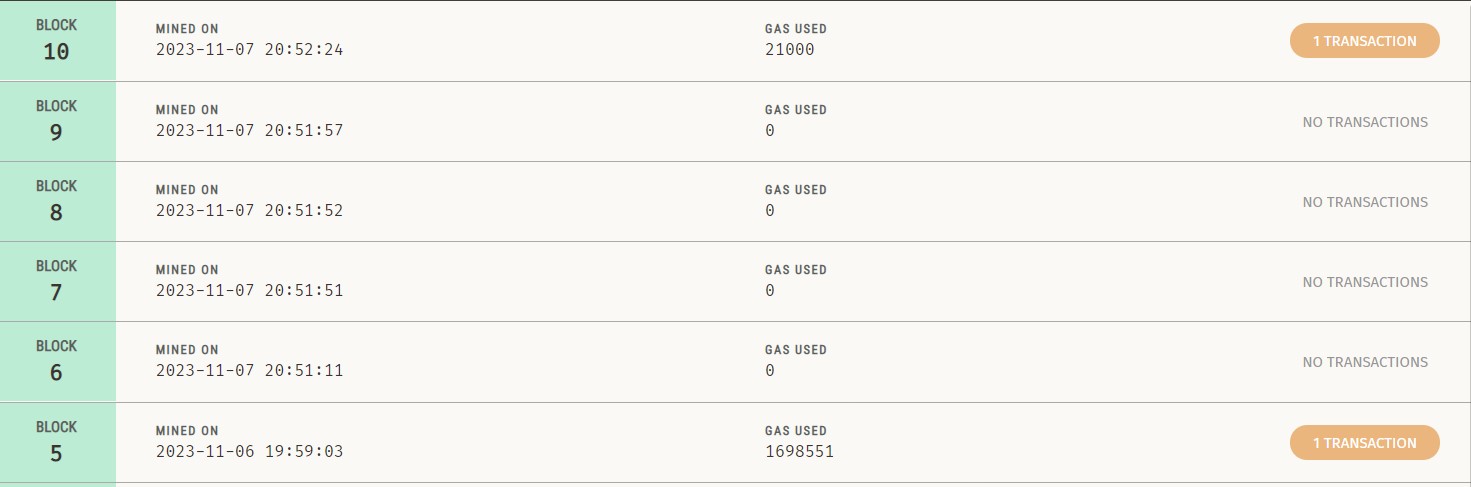 BLOCK MINED ON GAS USED
10 2023-11-07 20:52:24 21000 1 TRANSACTION
BLOCK MINED ON GAS USED
9 2023-11-07 20:51:57 0 NO TRANSACTIONS
BLOCK MINED ON GAS USED
8 2023-11-07 20:51:52 0 NO TRANSACTIONS
BLOCK MINED ON GAS USED
7 2023-11-07 20:51:51 0 NO TRANSACTIONS
BLOCK MINED ON GAS USED
6 2023-11-07 20:51:11 0 NO TRANSACTIONS
BLOCK MINED ON GAS USED
5 2023-11-06 19:59:03 1698551 1 TRANSACTION